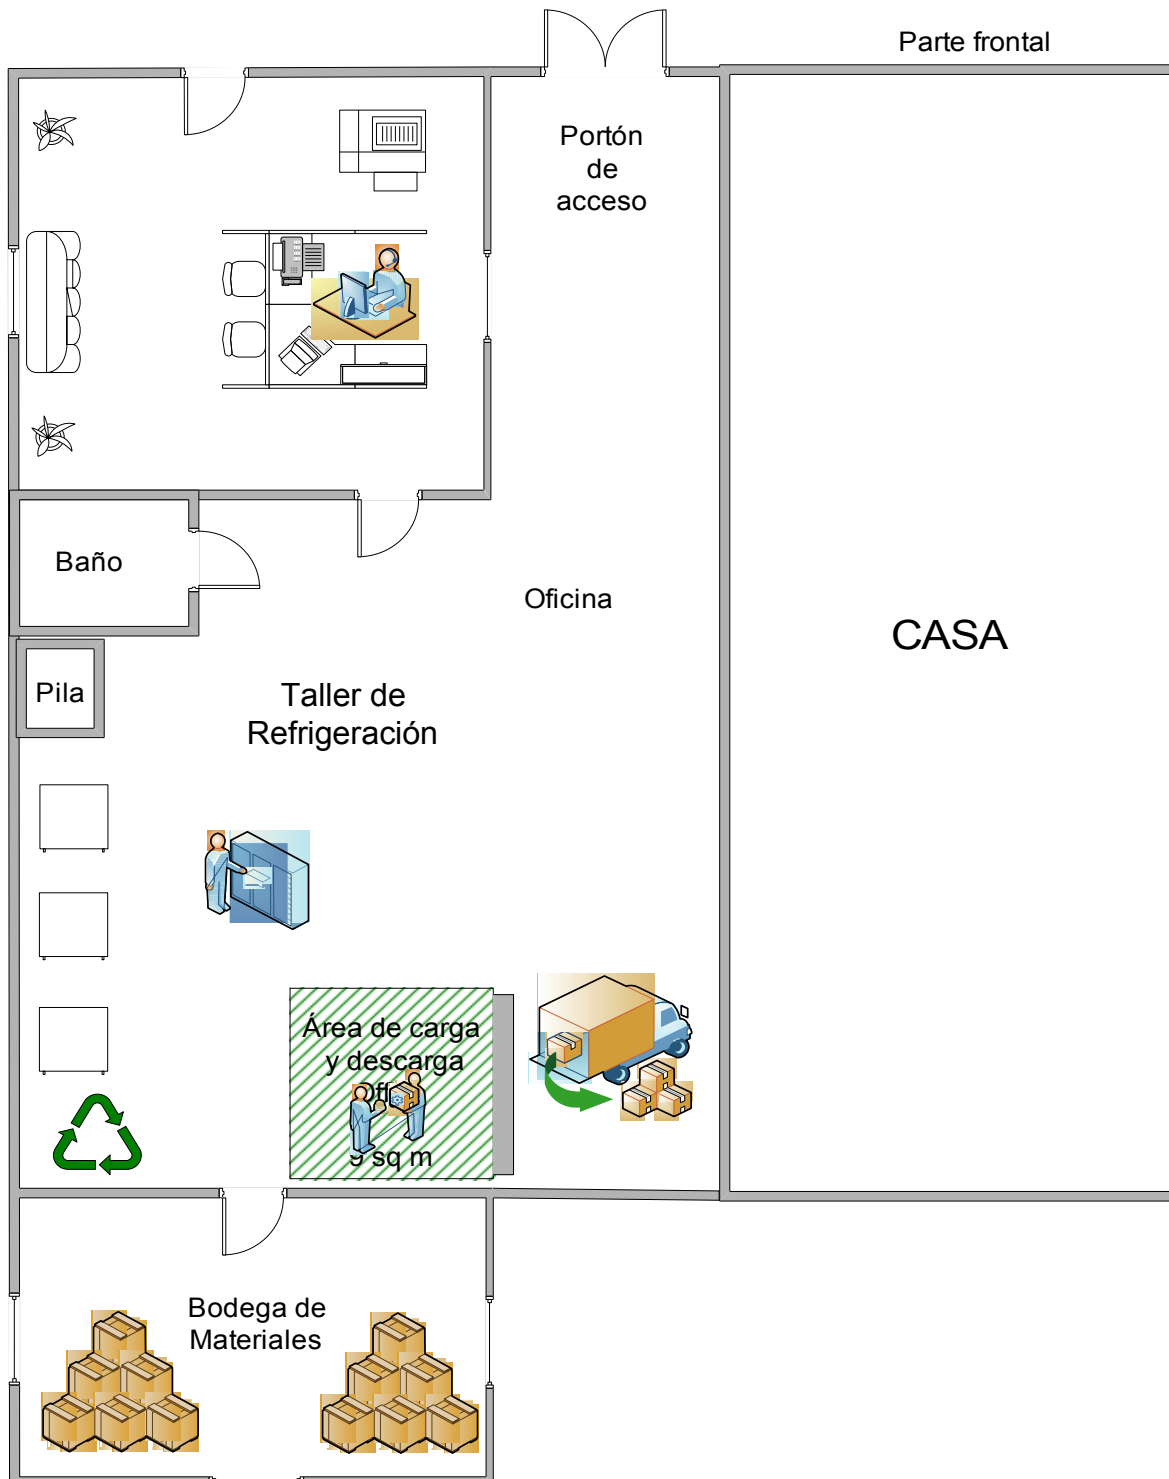 Parte frontal
Portón
de
acceso
Baño
Oficina
CASA
Pila
Taller de
Refrigeración
Área de carga
y descarga
9 sq m
Bodega de
Materiales